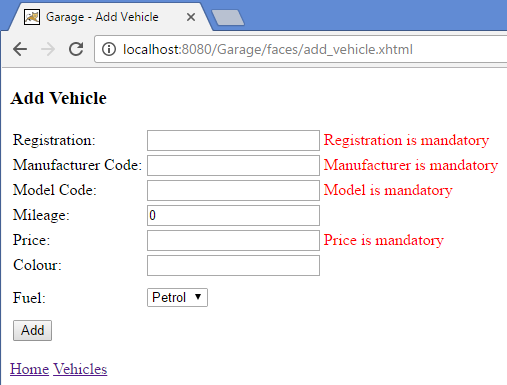 Garage - Add Vehicle
localhost:8080/Garage/faces/add_vehicle.xhtml
Add Vehicle
Registration: Registration is mandatory
Manufacturer Code: Manufacturer is mandatory
Model Code: Model is mandatory
Mileage: 0
Price: Price is mandatory
Colour:
Fuel: Petrol
Add
Home Vehicles